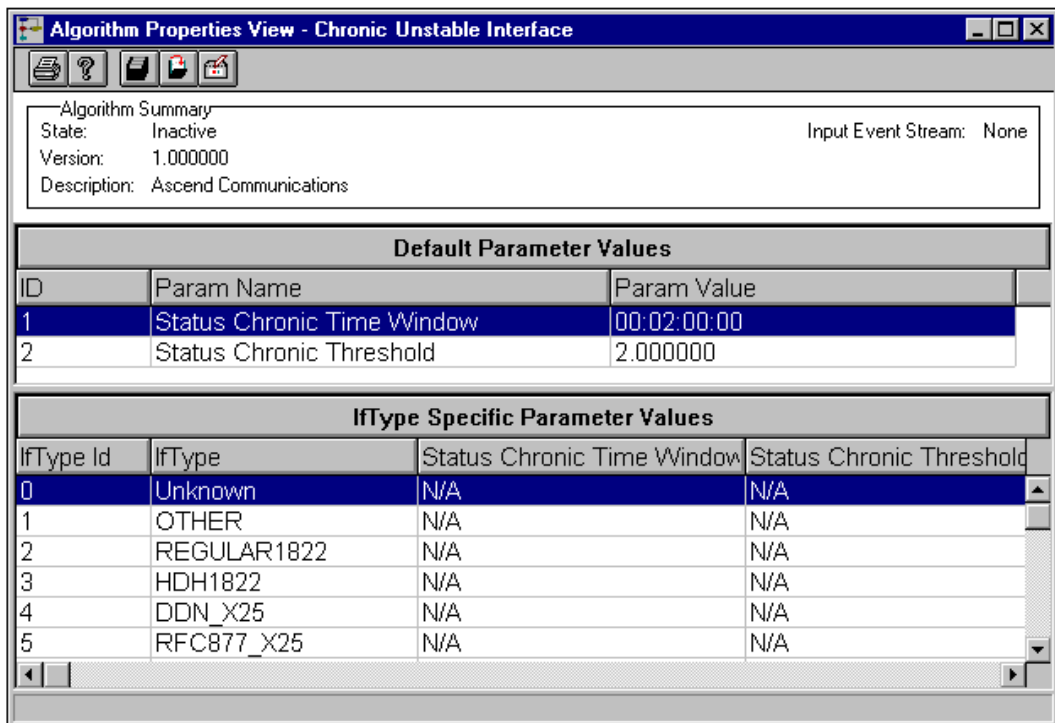 Algorithm Properties View - Chronic Unstable Interface
Algorithm Summary
State: Inactive Input Event Stream: None
Version: 1.000000
Description: Ascend Communications
Default Parameter Values
ID Param Name Param Value
1 Status Chronic Time Window 00:02:00:00
2 Status Chronic Threshold 2.000000
IfType Specific Parameter Values
IfType Id IfType Status Chronic Time Window Status Chronic Threshold
0 Unknown N/A N/A
1 OTHER N/A N/A
2 REGULAR1822 N/A N/A
3 HDH1822 N/A N/A
4 DDN_X25 N/A N/A
5 RFC877_X25 N/A N/A